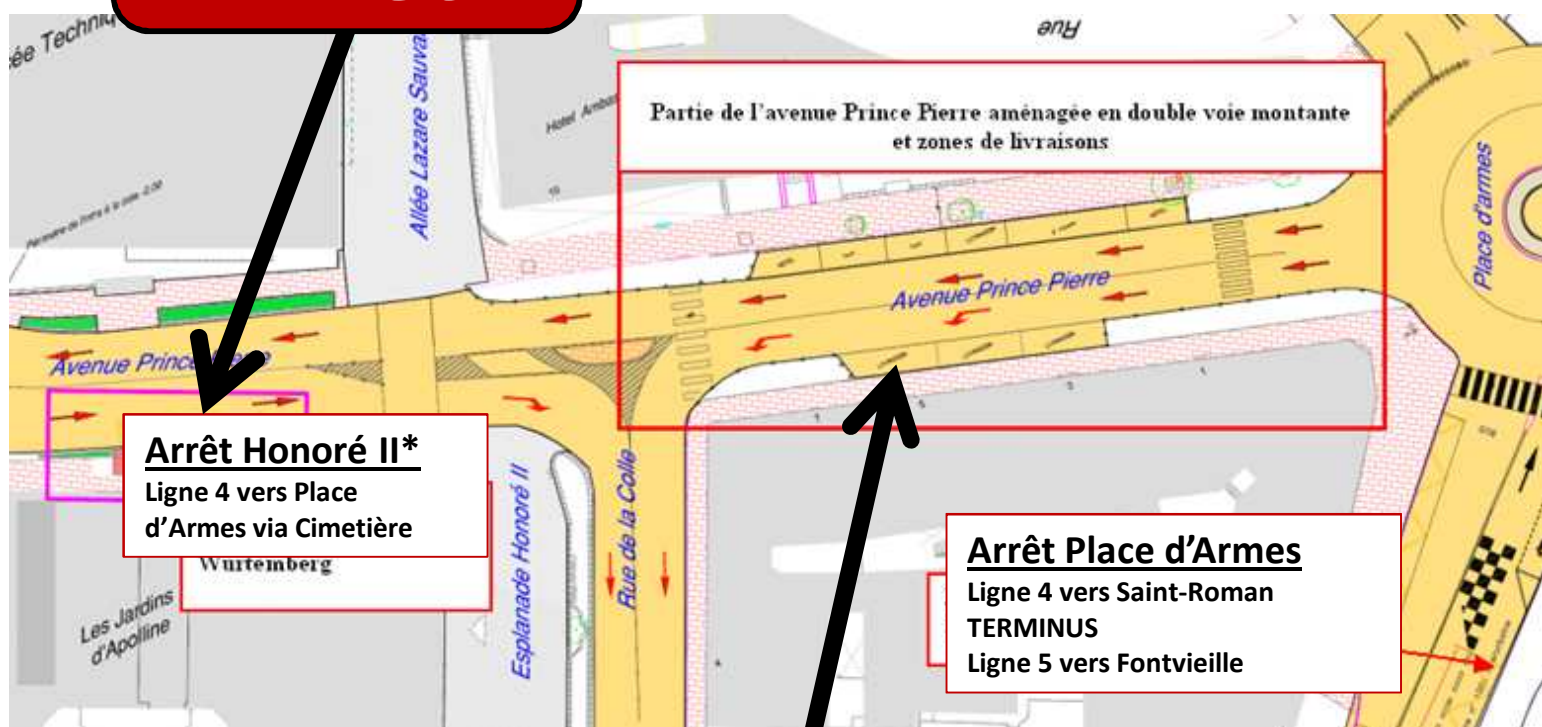 Rue
Allée Lazare Sauva
Partie de l'avenue Prince Pierre aménagée en double voie montante
et zones de livraisons
Place d'armes
Avenue Prince Pierre
Avenue Prince Pierre
Arrêt Honoré II*
Ligne 4 vers Place
d'Armes via Cimetière
Wurtemberg
Les Jardins
d'Apolline
Esplanade Honoré II
Rue de la Colle
Arrêt Place d'Armes
Ligne 4 vers Saint-Roman
TERMINUS
Ligne 5 vers Fontvieille